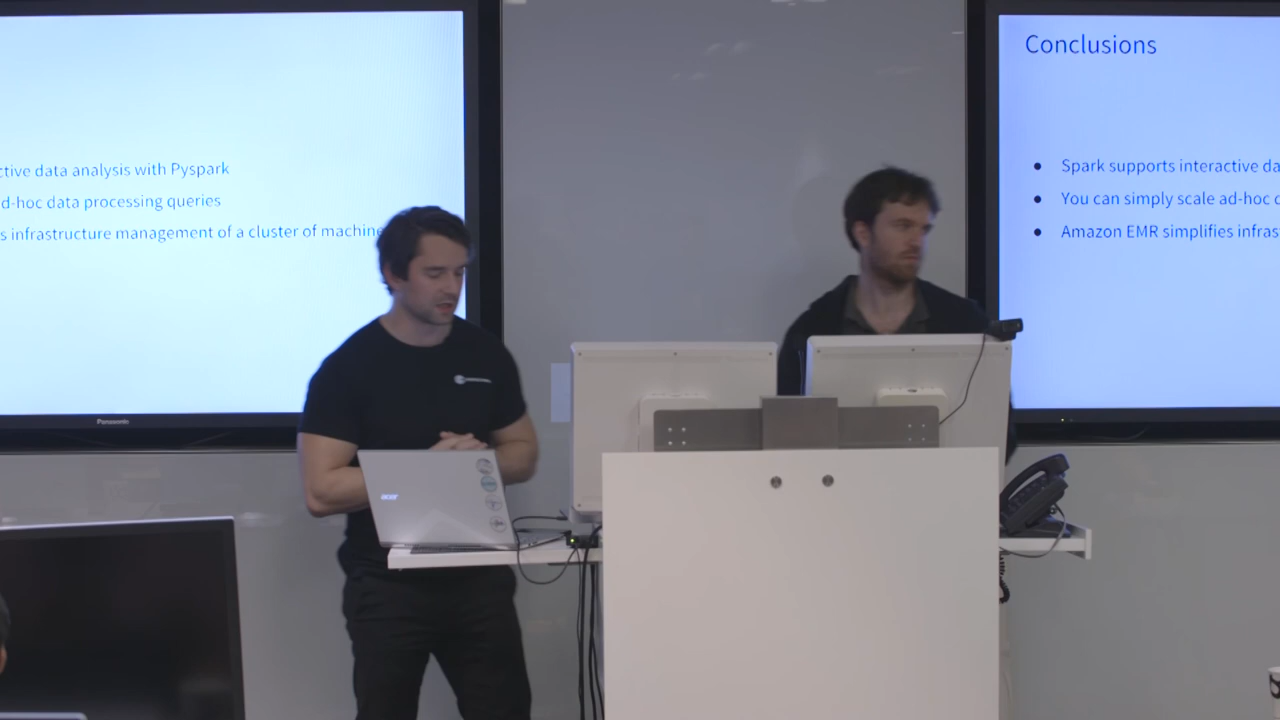 ctive data analysis with Pyspark
d-hoc data processing queries
s infrastructure management of a cluster of machine
Panasonic
Conclusions
Spark supports interactive da
You can simply scale ad-hoc d
Amazon EMR simplifies infras
acer